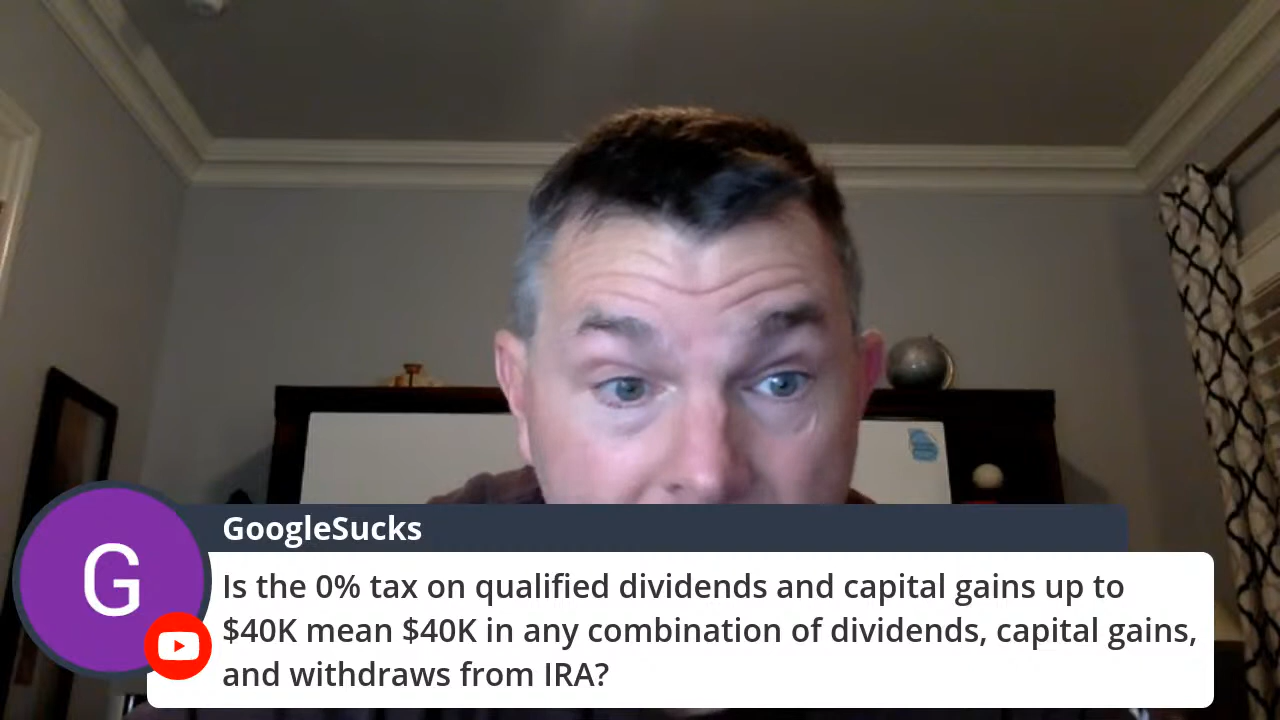 GoogleSucks
G
Is the 0% tax on qualified dividends and capital gains up to
$40K mean $40K in any combination of dividends, capital gains,
and withdraws from IRA?